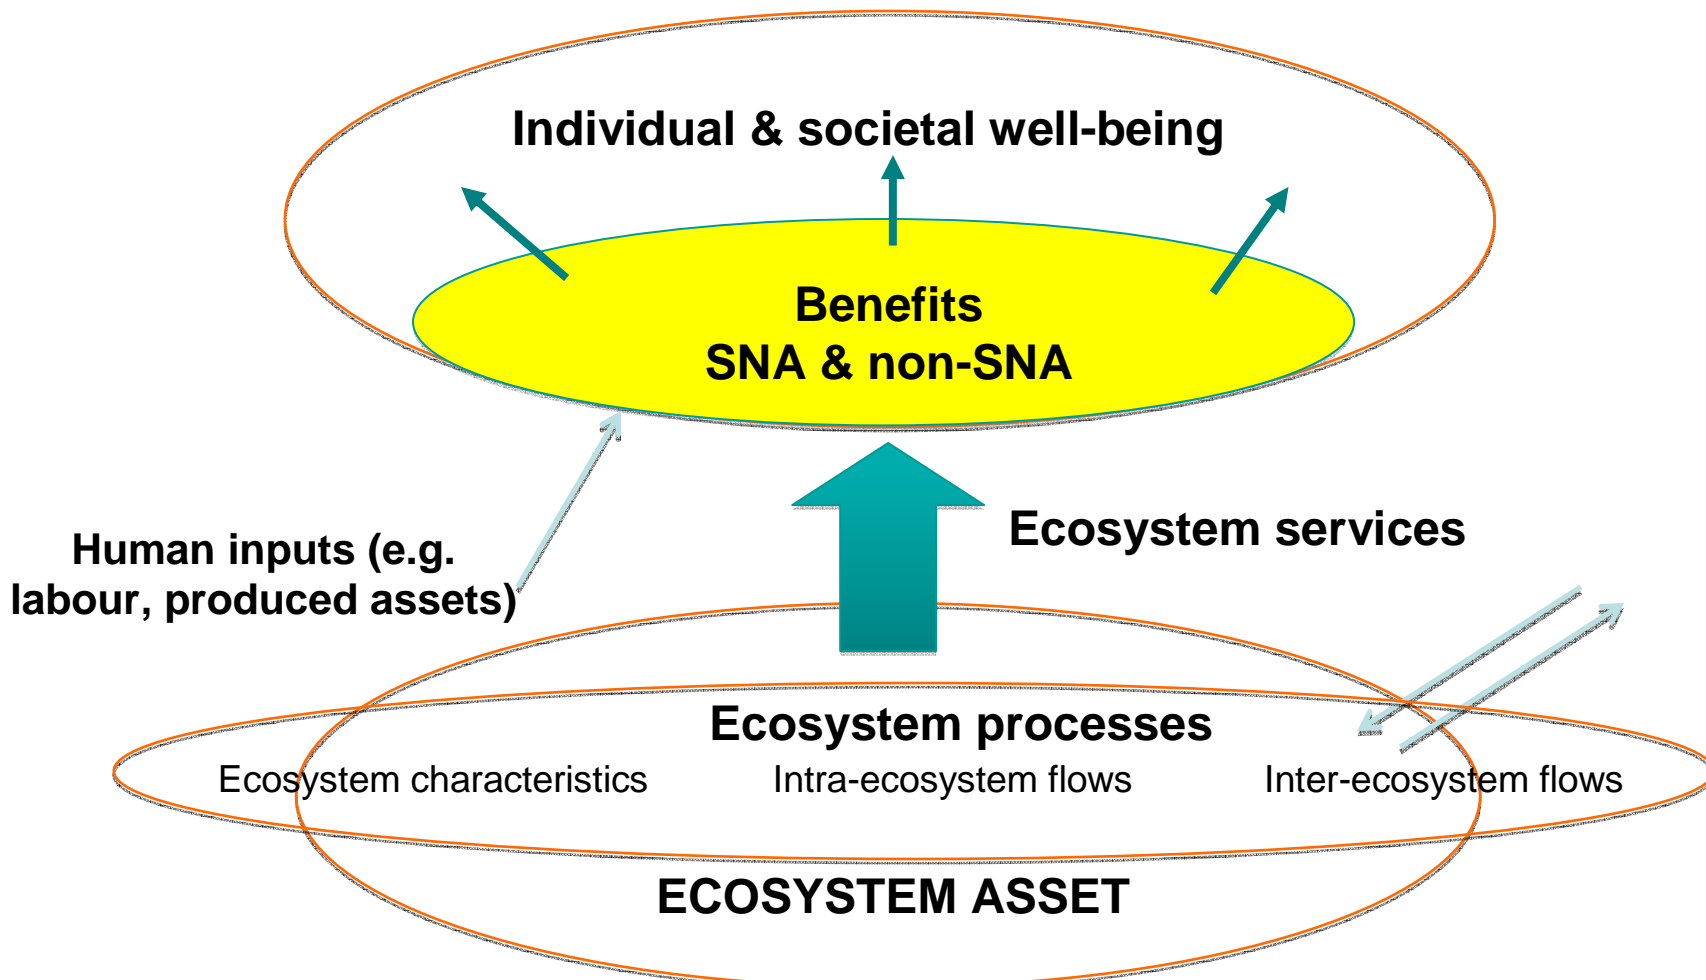 Individual & societal well-being
Benefits
SNA & non-SNA
Ecosystem services
Human inputs (e.g.
labour, produced assets)
Ecosystem processes
Ecosystem characteristics
Intra-ecosystem flows
Inter-ecosystem flows
ECOSYSTEM ASSET